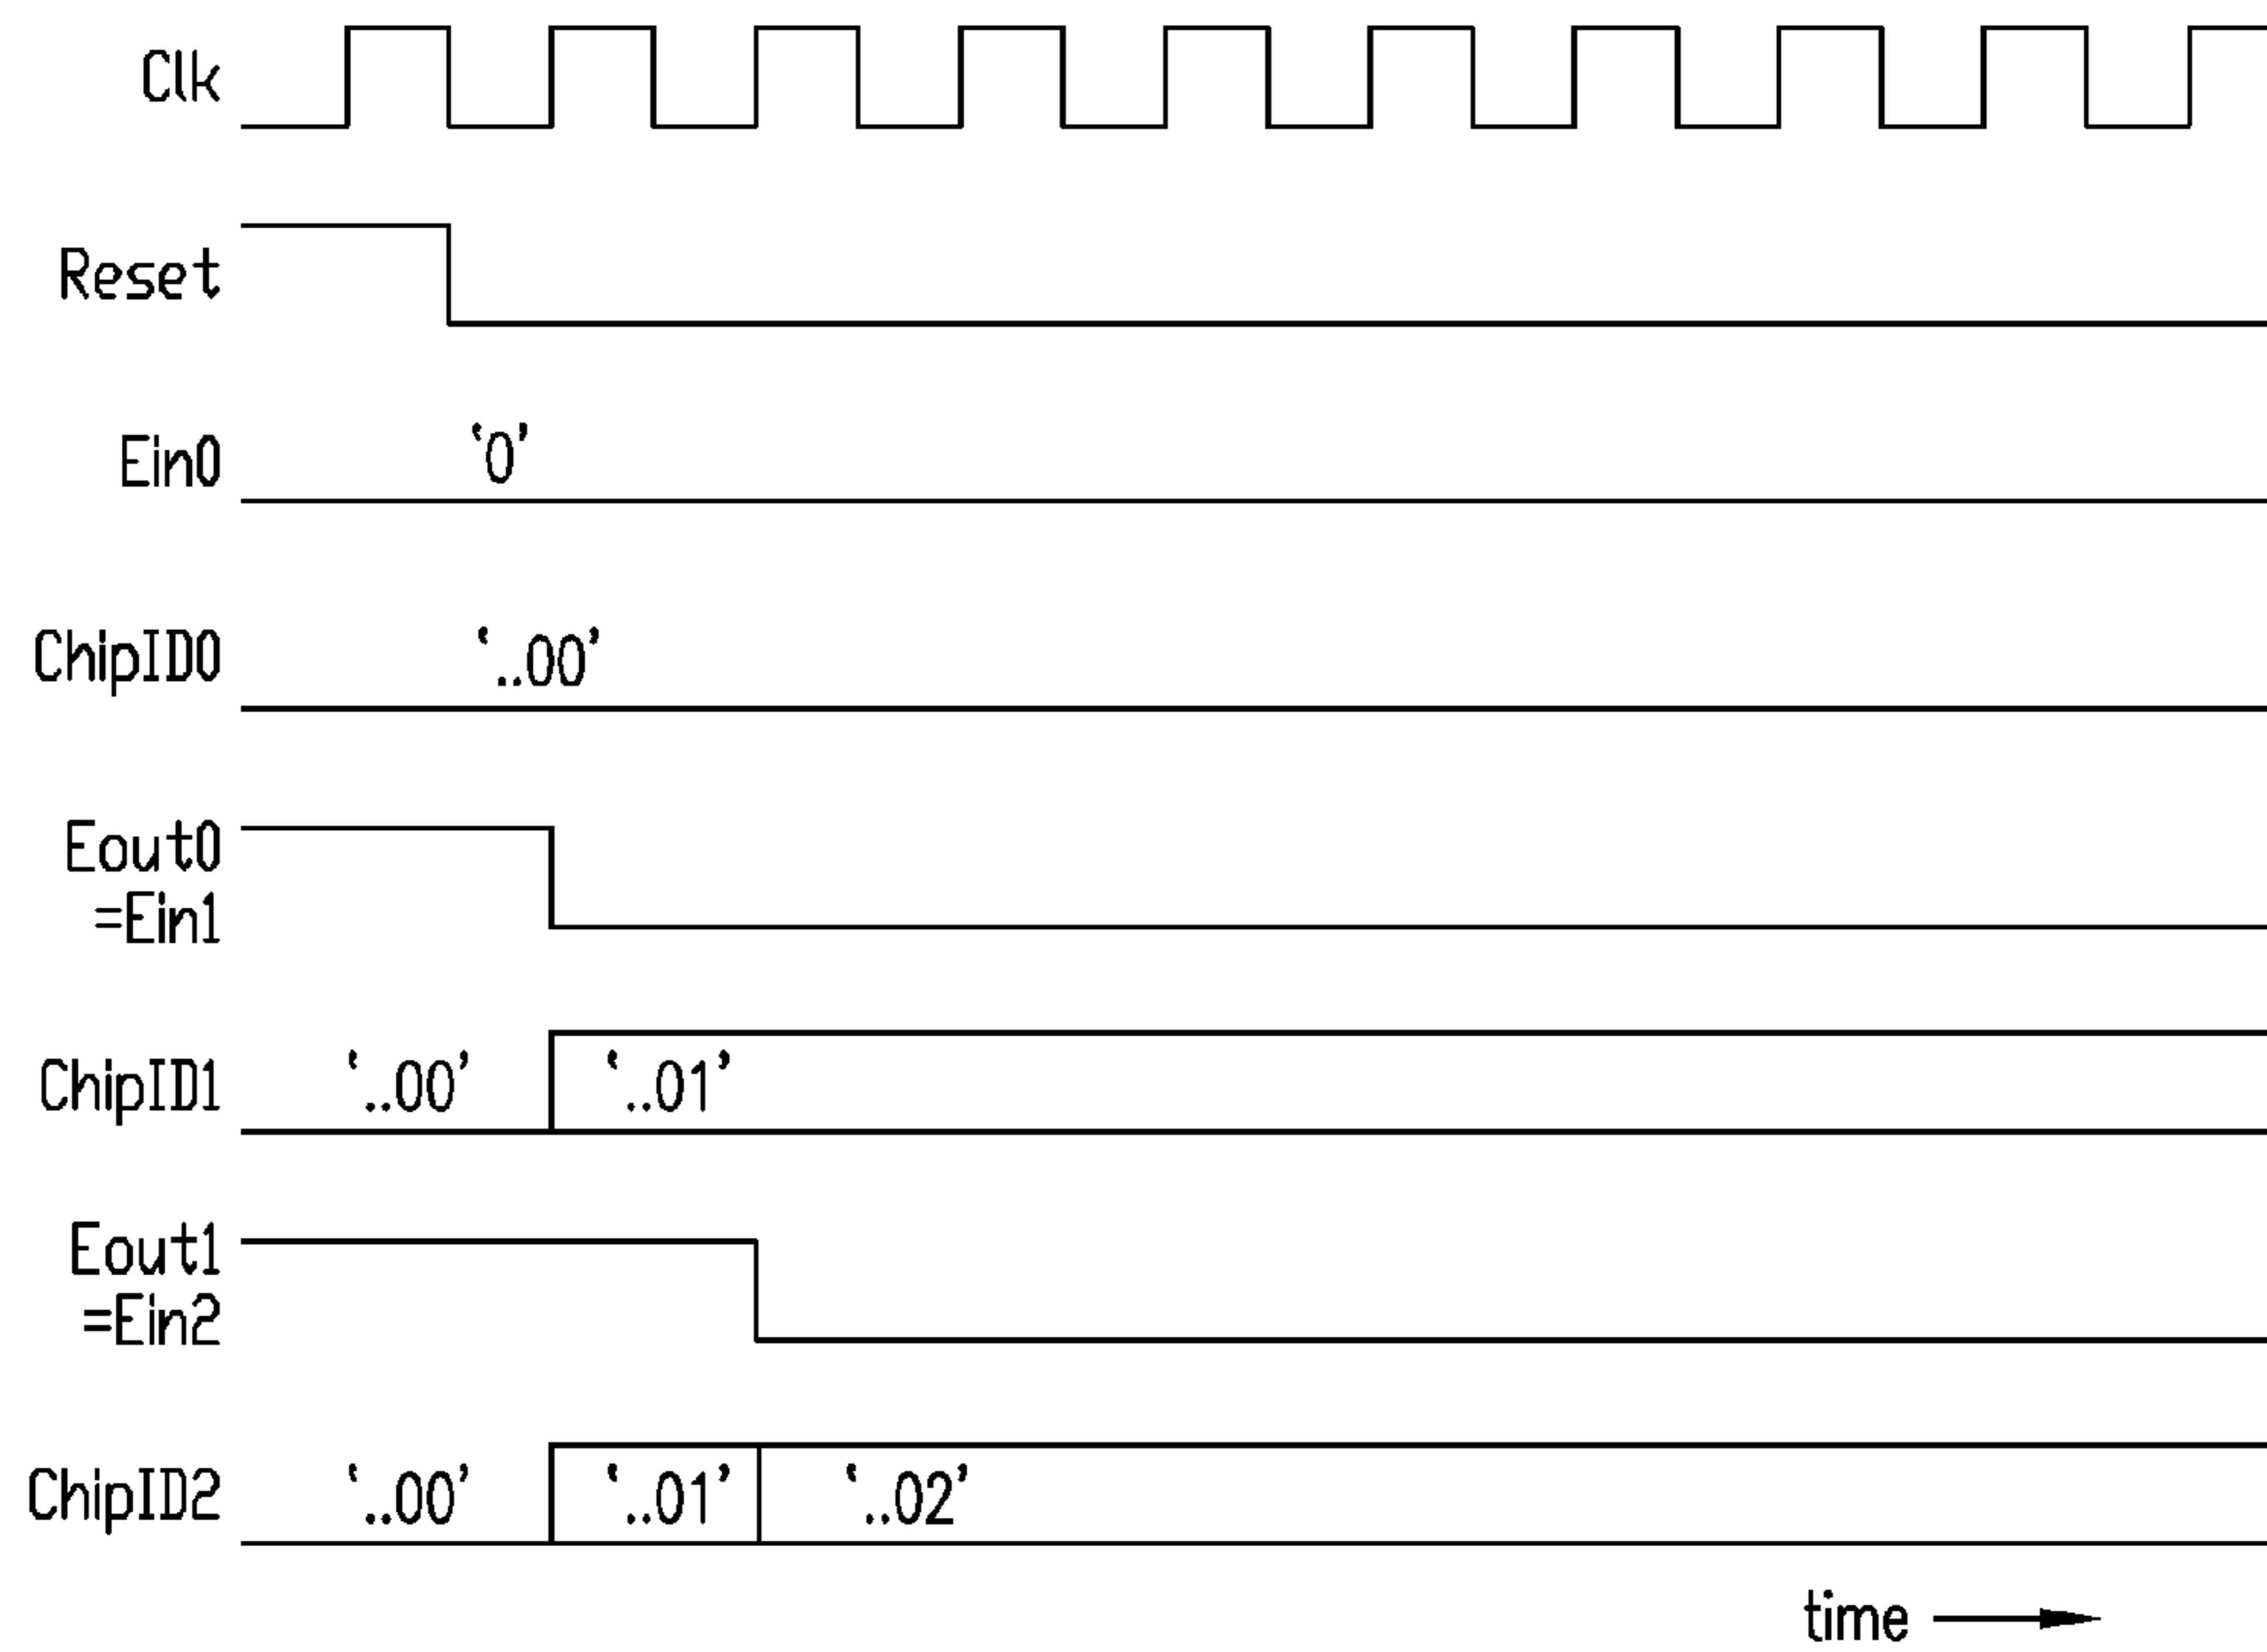 Clk
Reset
Ein0
‘0’
ChipID0
‘..00’
Eout0
=Ein1
ChipID1
‘..00’
‘..01’
Eout1
=Ein2
ChipID2
‘..00’
‘..01’
‘..02’
time